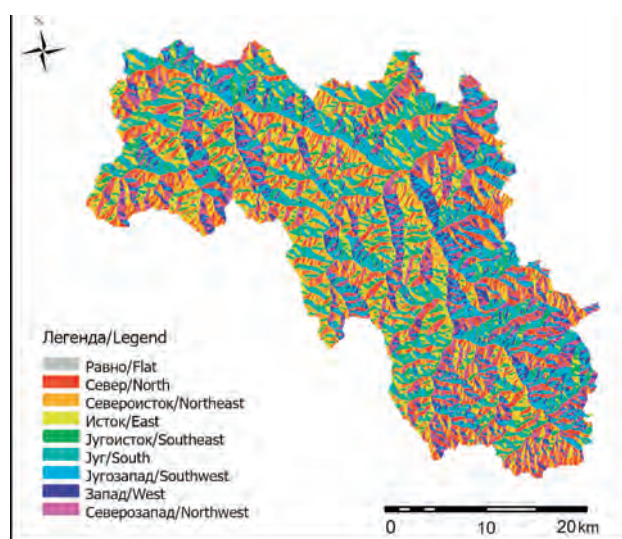 Легенда/Legend
Равно/Flat
Север/North
Североисток/Northeast
Исток/East
Југоисток/Southeast
Југ/South
Југозапад/Southwest
Запад/West
Северозапад/Northwest
0 10 20 km